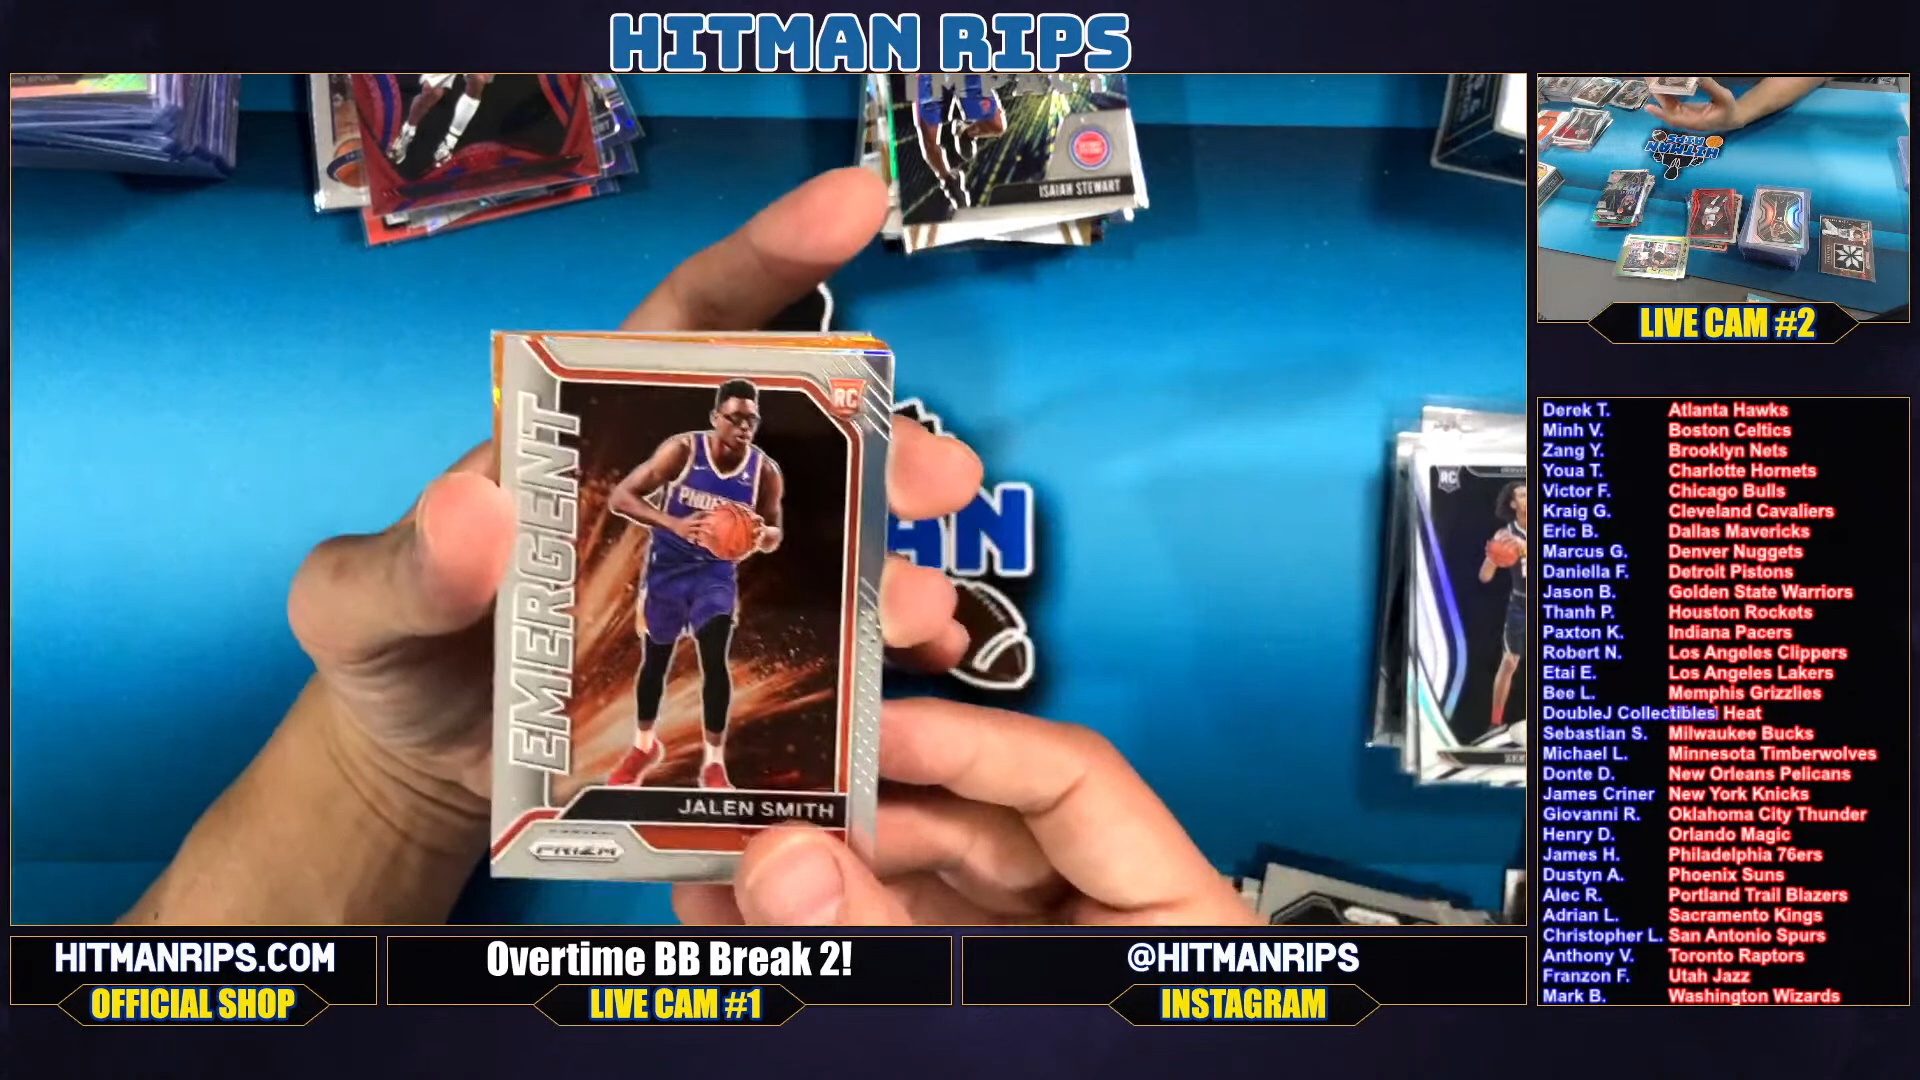 HITMAN RIPS
ISAIAH STEWART
RC
EMERGENT
JALEN SMITH
PRIZM
AN
RC
HITMAN
RIPS
LIVE CAM #2
Derek T. Atlanta Hawks
Minh V. Boston Celtics
Zang Y. Brooklyn Nets
Youa T. Charlotte Hornets
Victor F. Chicago Bulls
Kraig G. Cleveland Cavaliers
Eric B. Dallas Mavericks
Marcus G. Denver Nuggets
Daniella F. Detroit Pistons
Jason B. Golden State Warriors
Thanh P. Houston Rockets
Paxton K. Indiana Pacers
Robert N. Los Angeles Clippers
Etai E. Los Angeles Lakers
Bee L. Memphis Grizzlies
DoubleJ Collectibles Heat
Sebastian S. Milwaukee Bucks
Michael L. Minnesota Timberwolves
Donte D. New Orleans Pelicans
James Criner New York Knicks
Giovanni R. Oklahoma City Thunder
Henry D. Orlando Magic
James H. Philadelphia 76ers
Dustyn A. Phoenix Suns
Alec R. Portland Trail Blazers
Adrian L. Sacramento Kings
Christopher L. San Antonio Spurs
Anthony V. Toronto Raptors
Franzon F. Utah Jazz
Mark B. Washington Wizards
HITMANRIPS.COM
OFFICIAL SHOP
Overtime BB Break 2!
LIVE CAM #1
@HITMANRIPS
INSTAGRAM